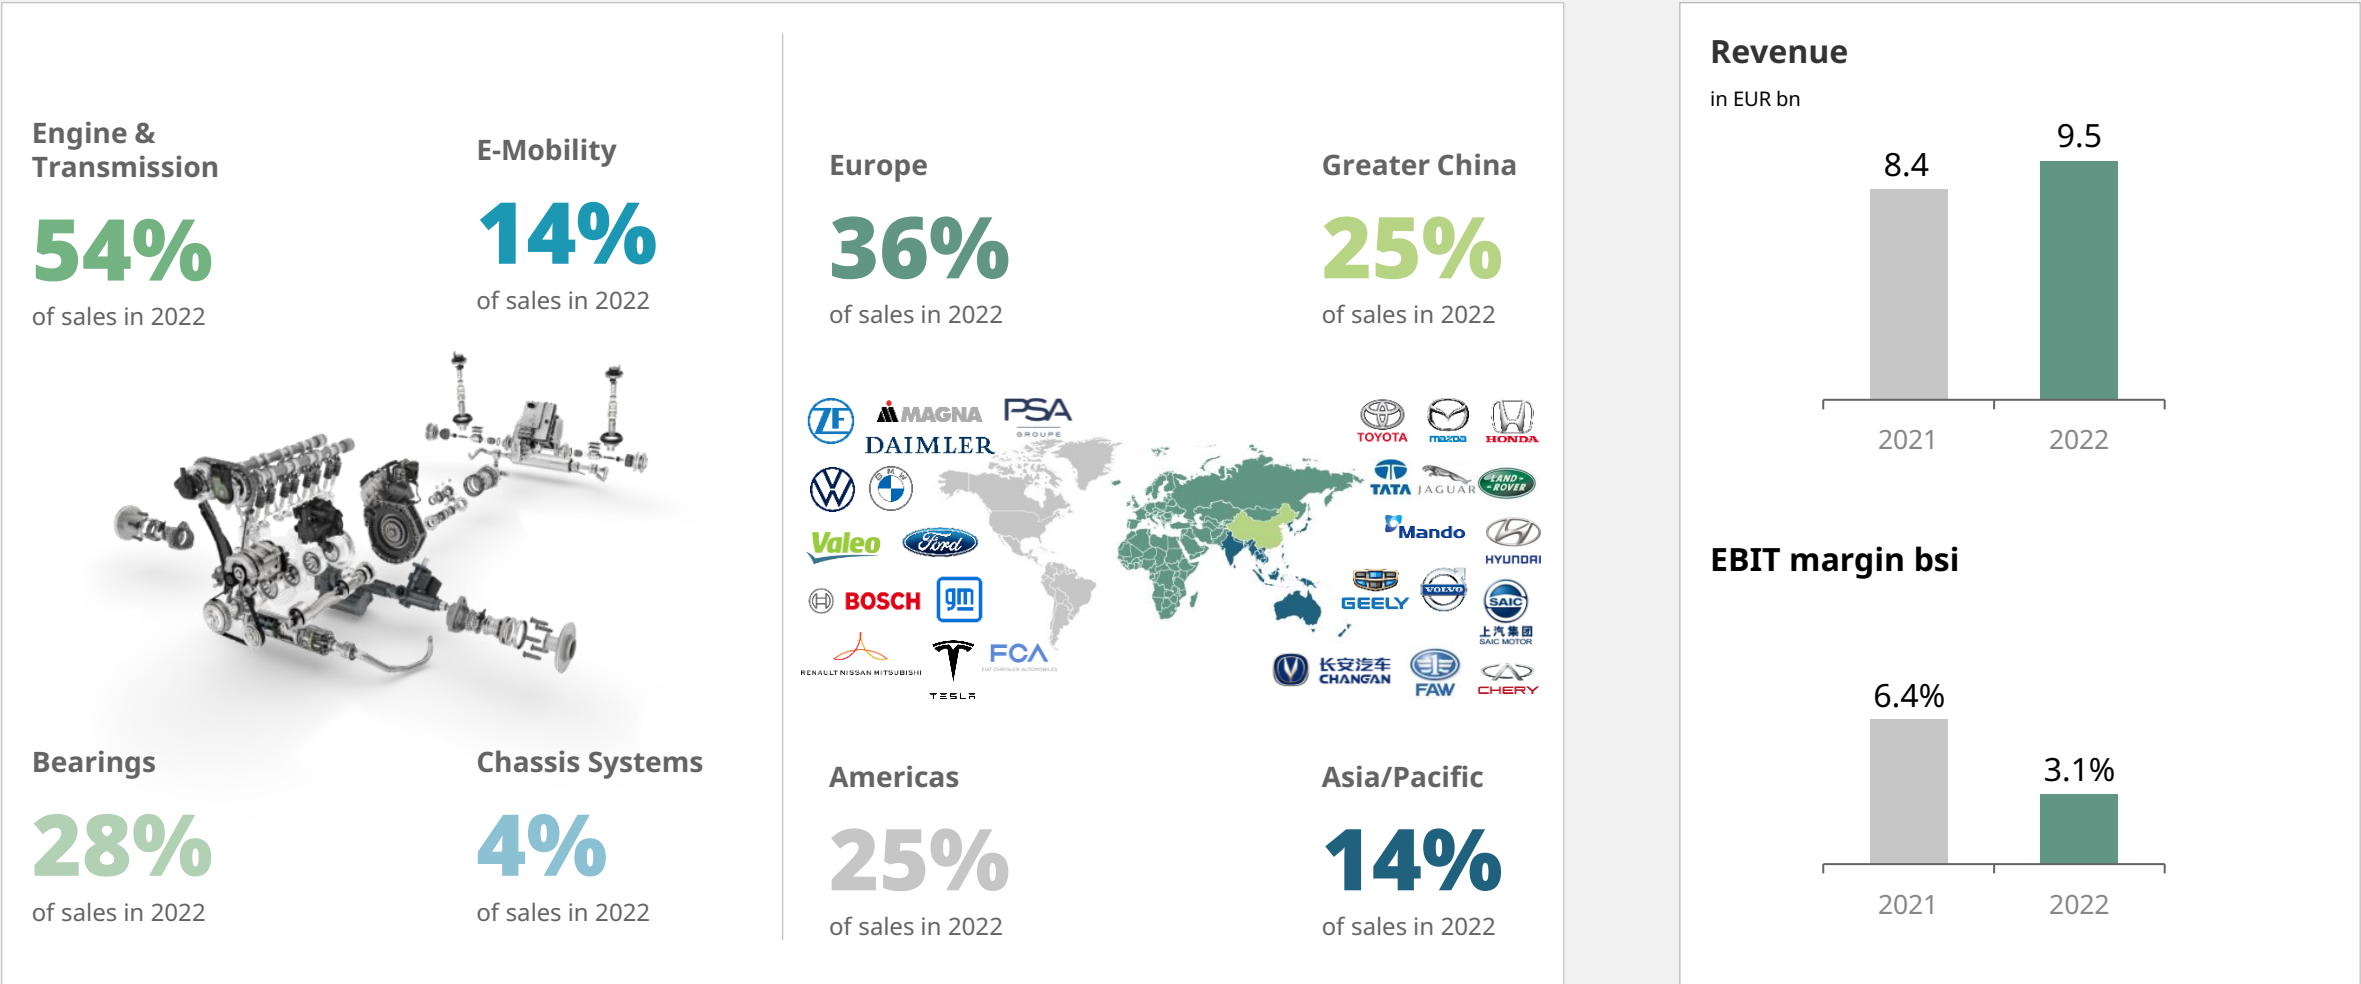 Engine &
Transmission
54%
of sales in 2022
E-Mobility
14%
of sales in 2022
Bearings
28%
of sales in 2022
Chassis Systems
4%
of sales in 2022
Europe
36%
of sales in 2022
Greater China
25%
of sales in 2022
ZF
MAGNA
PSA
GROUPE
DAIMLER
BMW
Valeo
Ford
BOSCH
gm
RENAULT NISSAN MITSUBISHI
TESLA
FCA
FIAT CHRYSLER AUTOMOBILES
TOYOTA
mazda
HONDA
TATA
JAGUAR
LAND-
-ROVER
Mando
HYUNDAI
GEELY
VOLVO
SAIC
上汽集团
SAIC MOTOR
长安汽车
CHANGAN
FAW
CHERY
Americas
25%
of sales in 2022
Asia/Pacific
14%
of sales in 2022
Revenue
in EUR bn
8.4
9.5
2021
2022
EBIT margin bsi
6.4%
3.1%
2021
2022